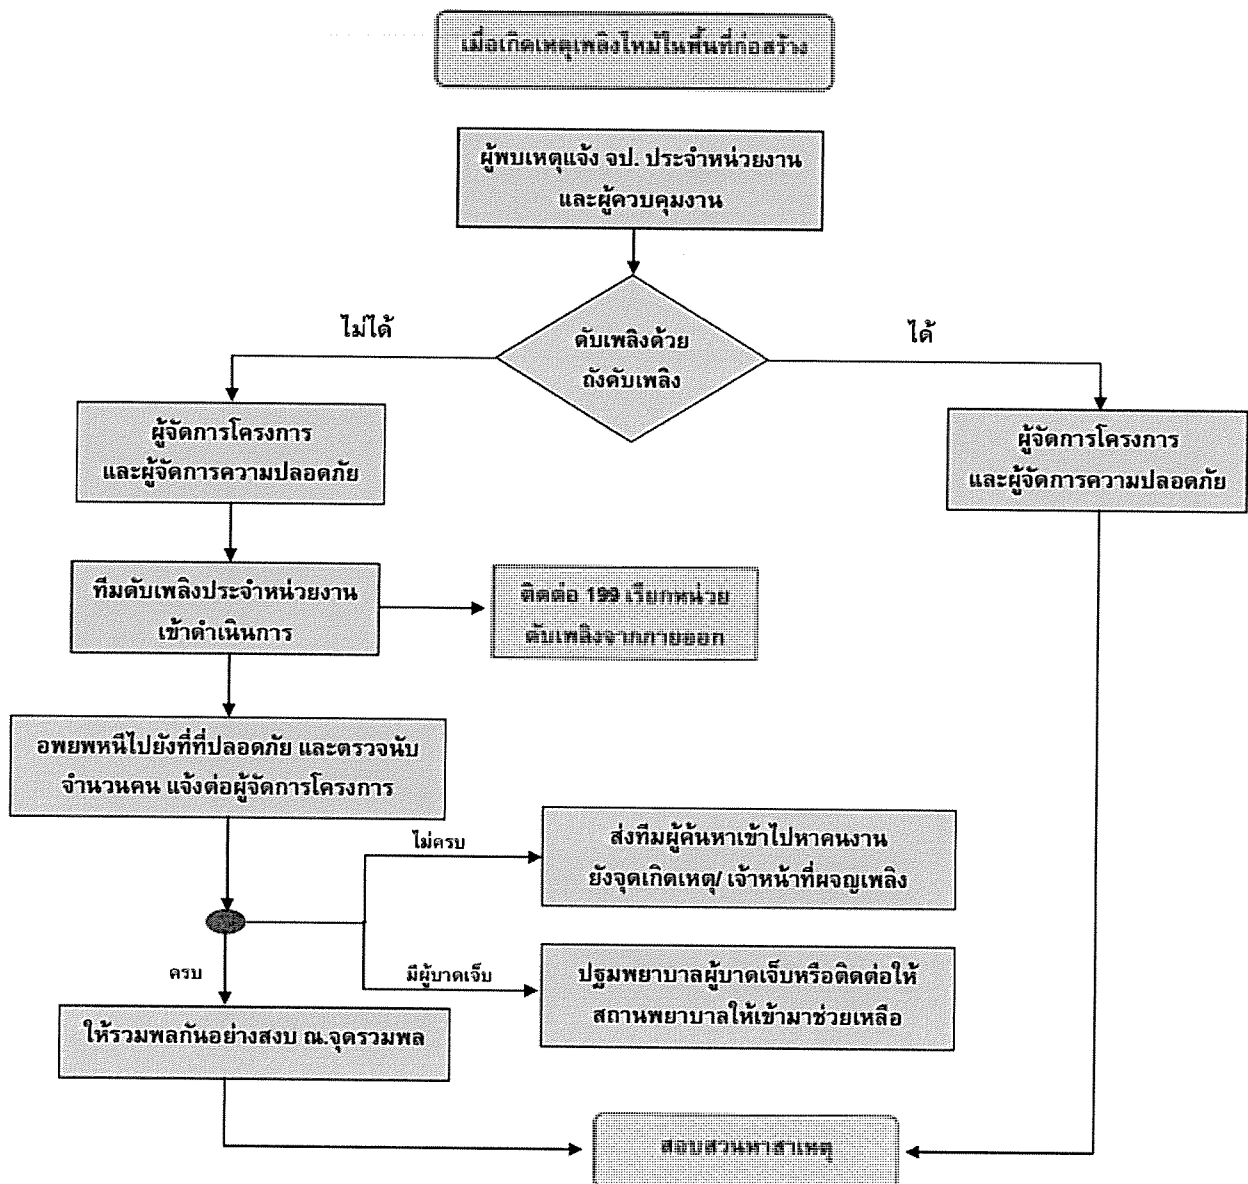 เมื่อเกิดเหตุเพลิงไหม้ในพื้นที่ก่อสร้าง
ผู้พบเหตุแจ้ง จป. ประจำหน่วยงาน
และผู้ควบคุมงาน
ไม่ได้
ดับเพลิงด้วย
ถังดับเพลิง
ได้
ผู้จัดการโครงการ
และผู้จัดการความปลอดภัย
ผู้จัดการโครงการ
และผู้จัดการความปลอดภัย
ทีมดับเพลิงประจำหน่วยงาน
เข้าดำเนินการ
ติดต่อ 199 เรียกหน่วย
ดับเพลิงจากภายออก
อพยพหนีไปยังที่ที่ปลอดภัย และตรวจนับ
จำนวนคน แจ้งต่อผู้จัดการโครงการ
ไม่ครบ
ส่งทีมผู้ค้นหาเข้าไปหาคนงาน
ยังจุดเกิดเหตุ/ เจ้าหน้าที่ผจญเพลิง
ครบ
มีผู้บาดเจ็บ
ปฐมพยาบาลผู้บาดเจ็บหรือติดต่อให้
สถานพยาบาลให้เข้ามาช่วยเหลือ
ให้รวมพลกันอย่างสงบ ณ.จุดรวมพล
สอบสวนหาสาเหตุ